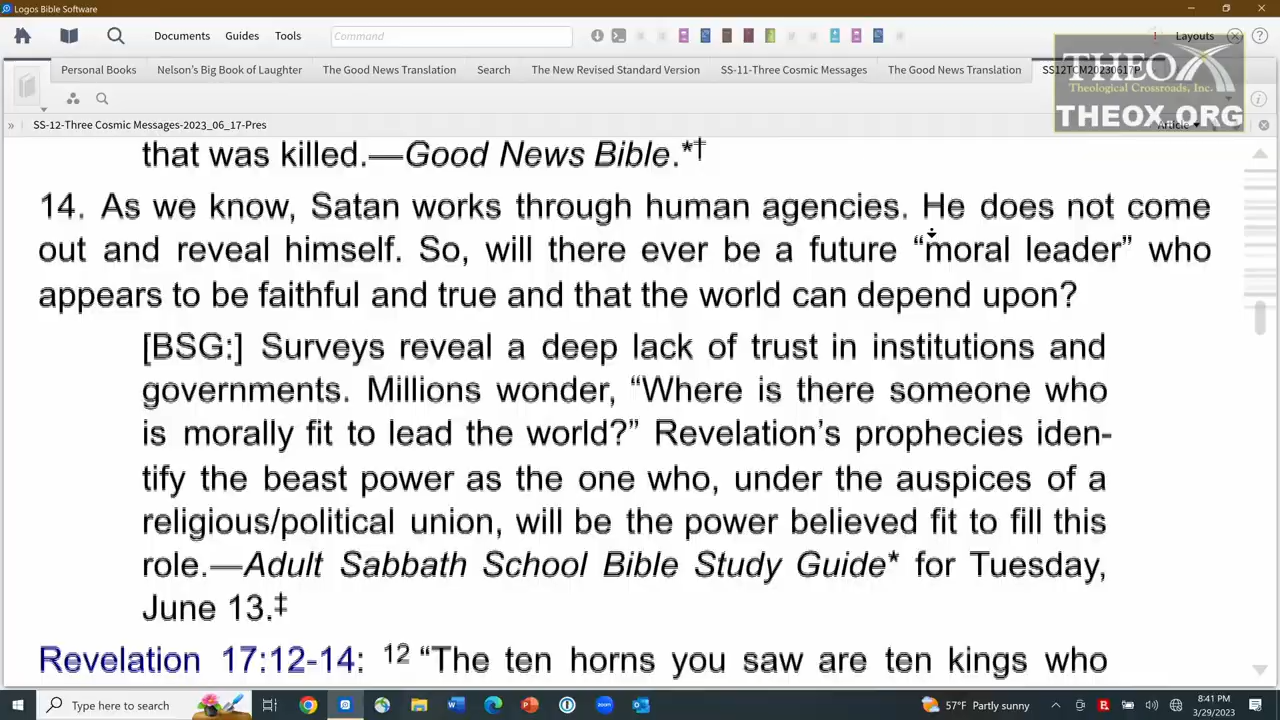 Logos Bible Software
Documents Guides Tools Command Layouts
Personal Books Nelson's Big Book of Laughter Search The New Revised Standard Version SS-11-Three Cosmic Messages The Good News Translation SS12TCM20230617P
THEOX
Theological Crossroads, Inc.
THEOX.ORG
SS-12-Three Cosmic Messages-2023_06_17-Pres Article
that was killed.—Good News Bible.*†
14. As we know, Satan works through human agencies. He does not come
out and reveal himself. So, will there ever be a future “moral leader” who
appears to be faithful and true and that the world can depend upon?
[BSG:] Surveys reveal a deep lack of trust in institutions and
governments. Millions wonder, “Where is there someone who
is morally fit to lead the world?” Revelation’s prophecies iden-
tify the beast power as the one who, under the auspices of a
religious/political union, will be the power believed fit to fill this
role.—Adult Sabbath School Bible Study Guide* for Tuesday,
June 13.‡
Revelation 17:12-14: 12 “The ten horns you saw are ten kings who
Type here to search
57°F Partly sunny
8:41 PM
3/29/2023